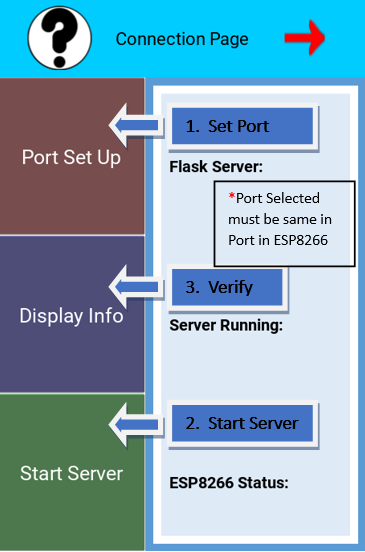 ?
Connection Page
Port Set Up
1. Set Port
Flask Server:
*Port Selected
must be same in
Port in ESP8266
Display Info
3. Verify
Server Running:
Start Server
2. Start Server
ESP8266 Status: